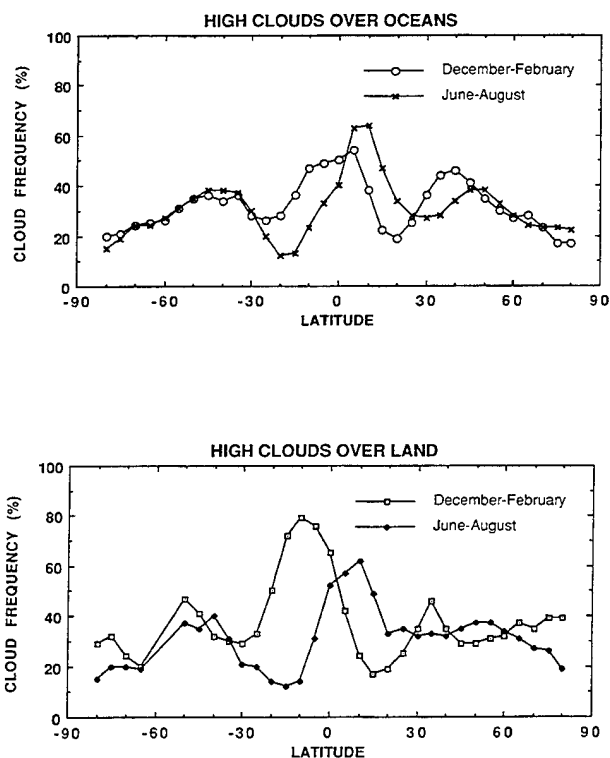 HIGH CLOUDS OVER OCEANS
100
80
60
40
20
0
CLOUD FREQUENCY (%)
December-February
June-August
-90 -60 -30 0 30 60 90
LATITUDE
HIGH CLOUDS OVER LAND
100
80
60
40
20
0
CLOUD FREQUENCY (%)
December-February
June-August
-90 -60 -30 0 30 60 90
LATITUDE